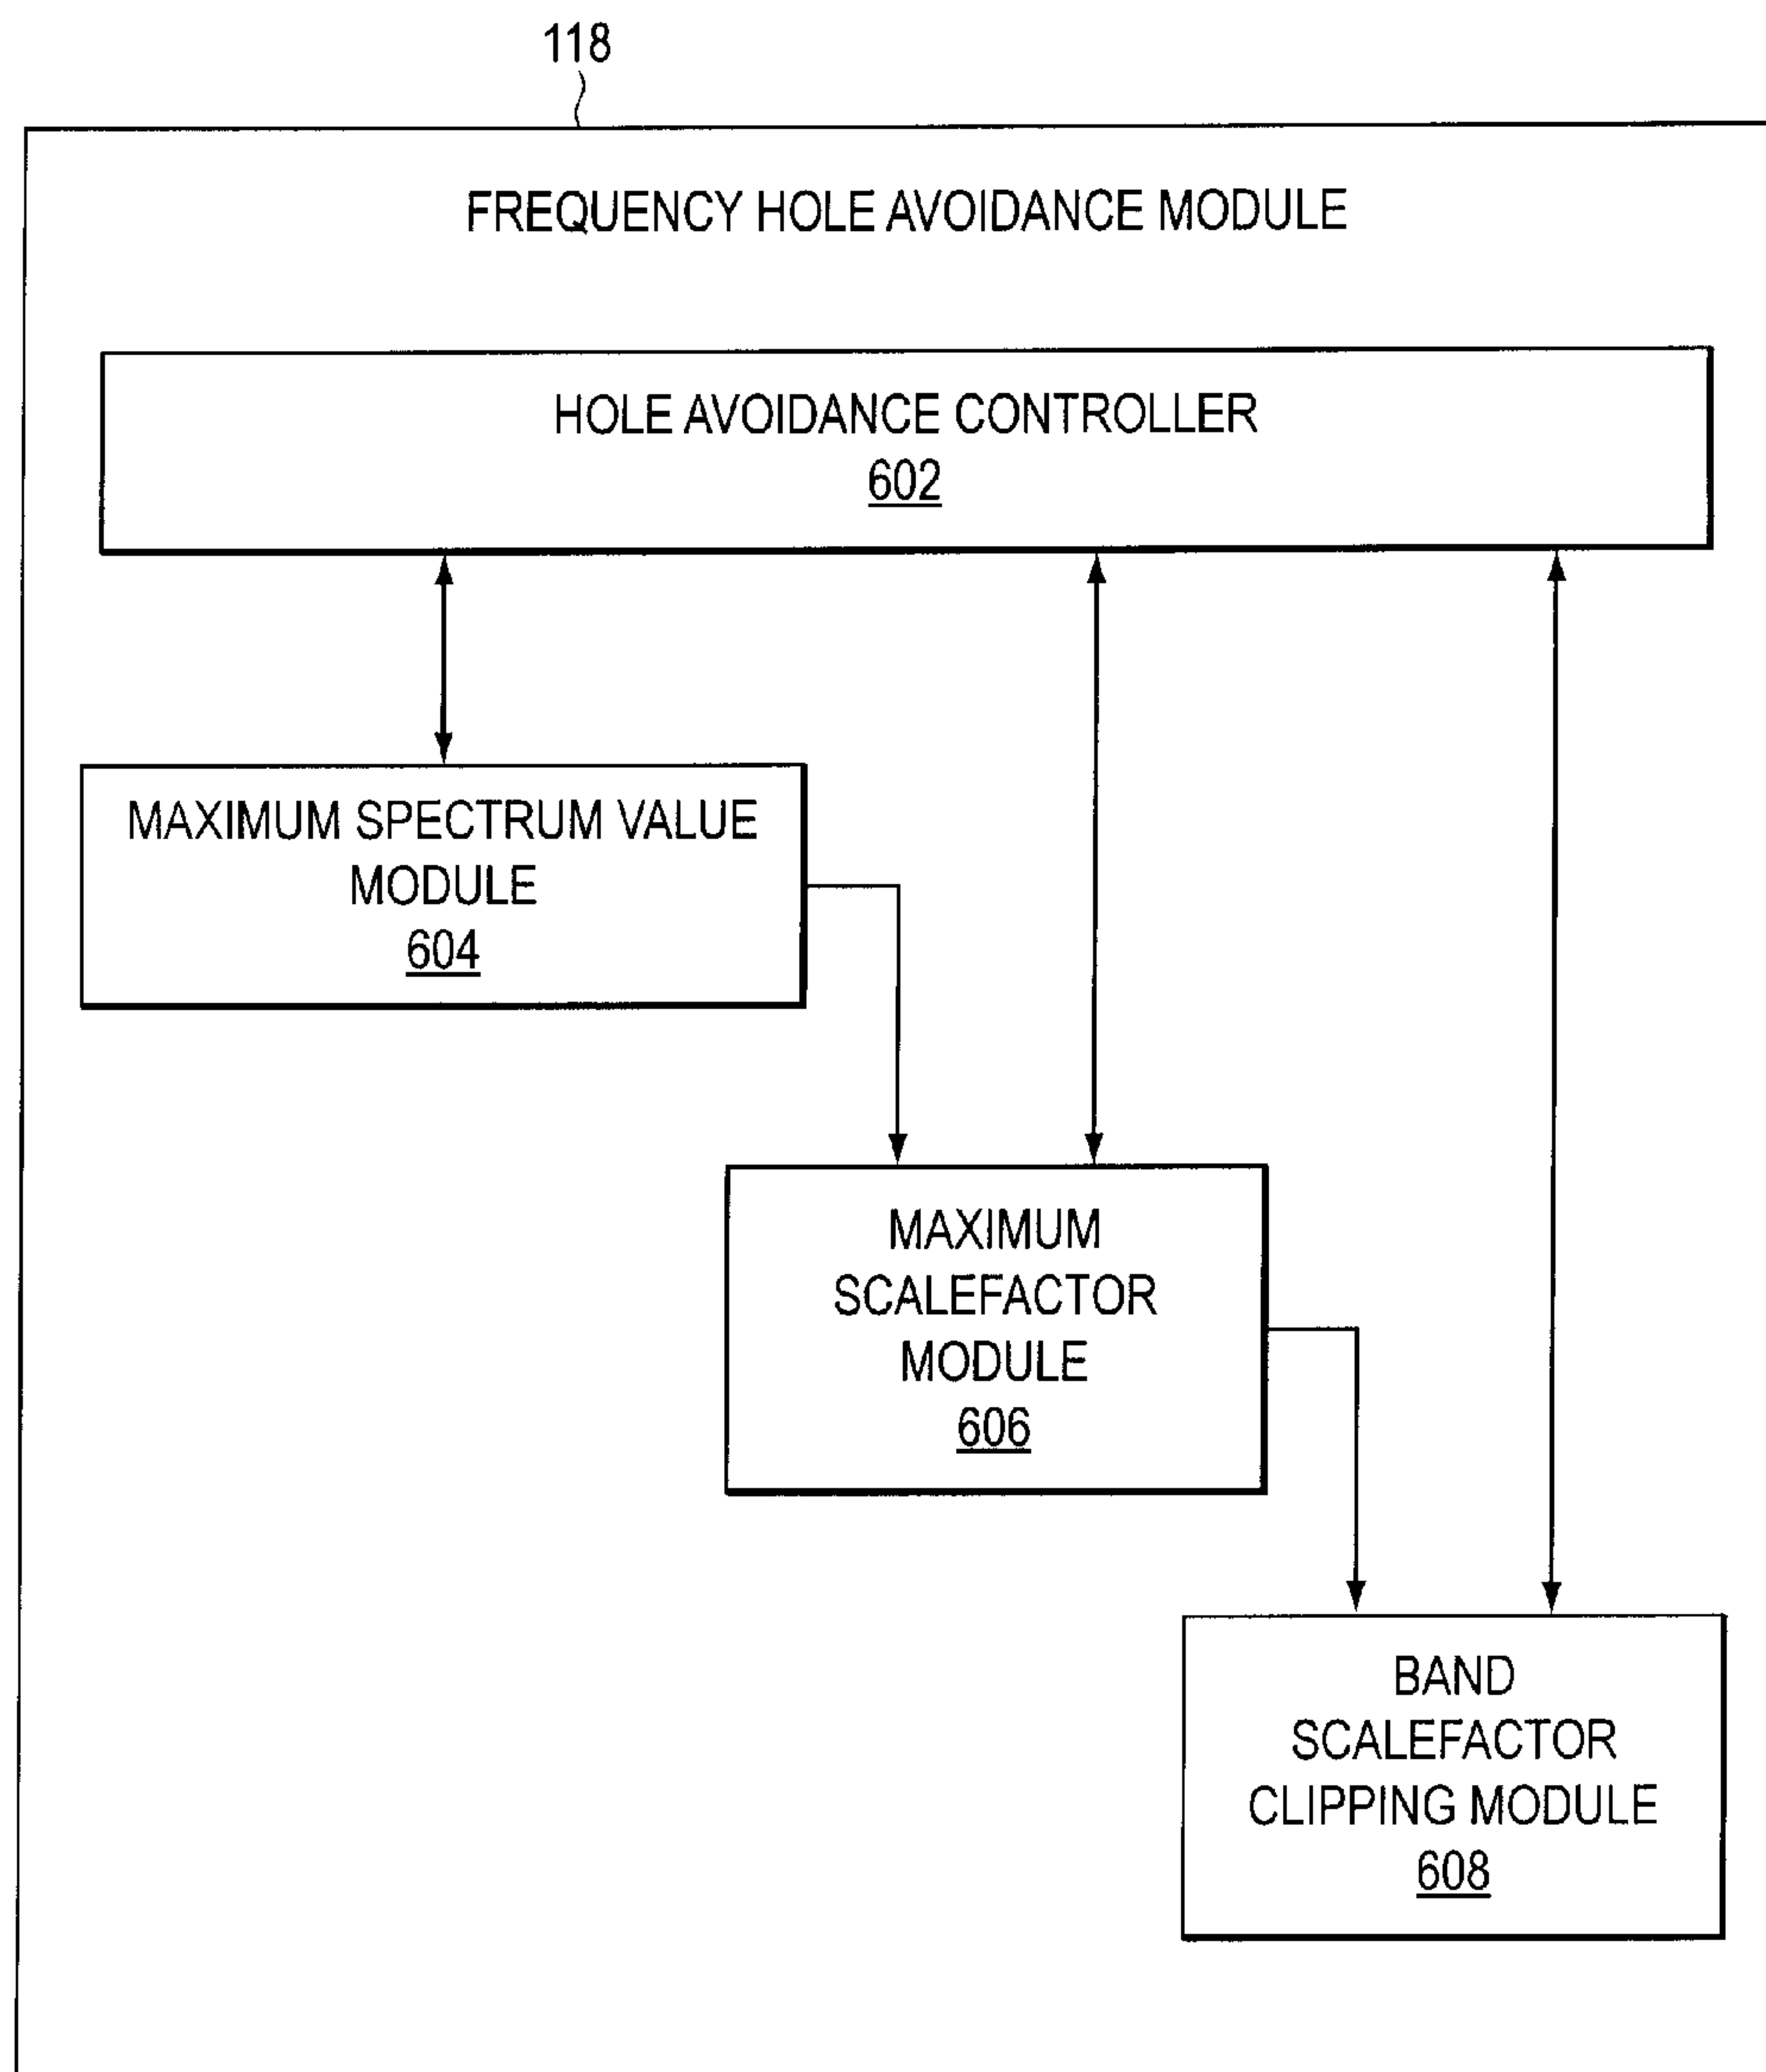 118
FREQUENCY HOLE AVOIDANCE MODULE
HOLE AVOIDANCE CONTROLLER
602
MAXIMUM SPECTRUM VALUE
MODULE
604
MAXIMUM
SCALEFACTOR
MODULE
606
BAND
SCALEFACTOR
CLIPPING MODULE
608